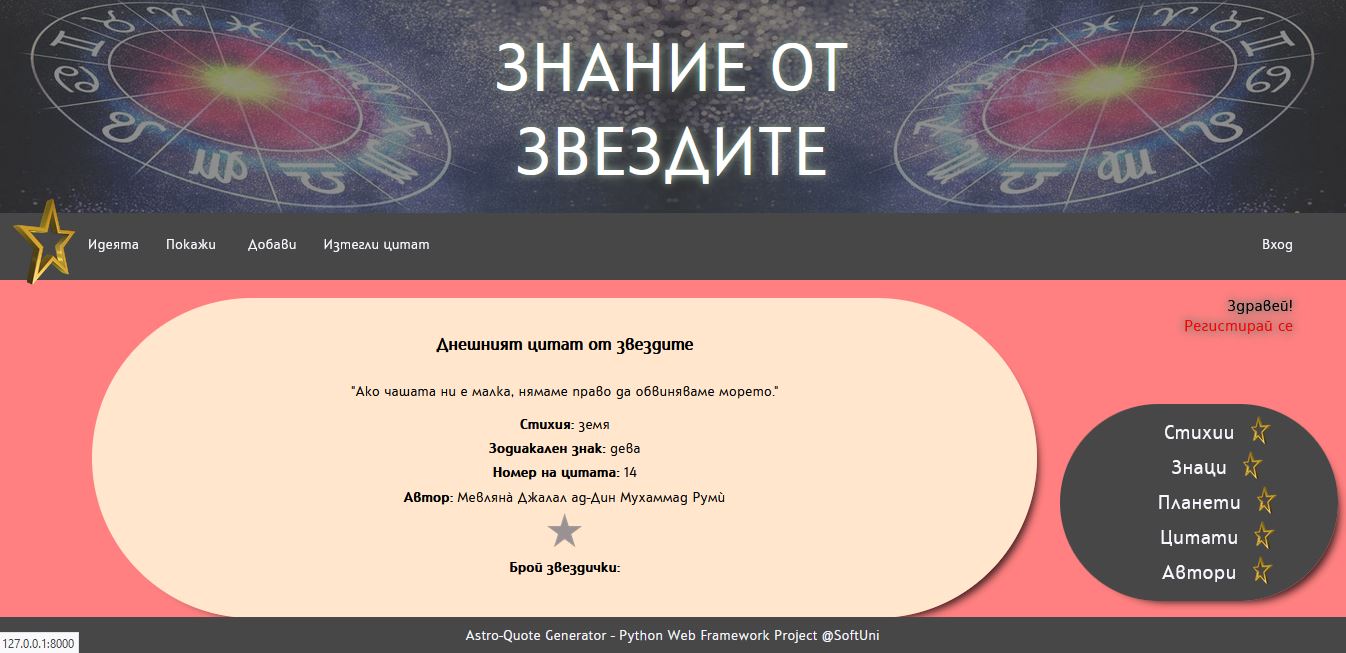 ЗНАНИЕ ОТ
ЗВЕЗДИТЕ
Идеята Покажи Добави Изтегли цитат Вход
Здравей!
Регистрирай се
Днешният цитат от звездите
"Ако чашата ни е малка, нямаме право да обвиняваме морето."
Стихия: земя
Зодиакален знак: дева
Номер на цитата: 14
Автор: Мевляна̀ Джалал ад-Дин Мухаммад Румѝ
Брой звездички:
Стихии
Знаци
Планети
Цитати
Автори
Astro-Quote Generator - Python Web Framework Project @SoftUni
127.0.0.1:8000